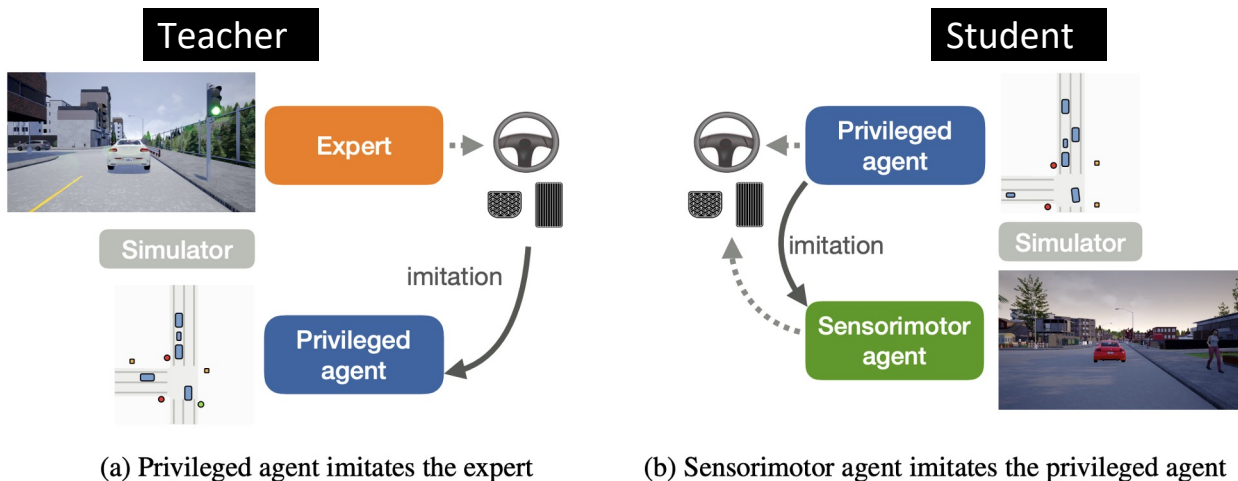 Teacher
Expert
Simulator
imitation
Privileged
agent
(a) Privileged agent imitates the expert
Student
Privileged
agent
imitation
Simulator
Sensorimotor
agent
(b) Sensorimotor agent imitates the privileged agent